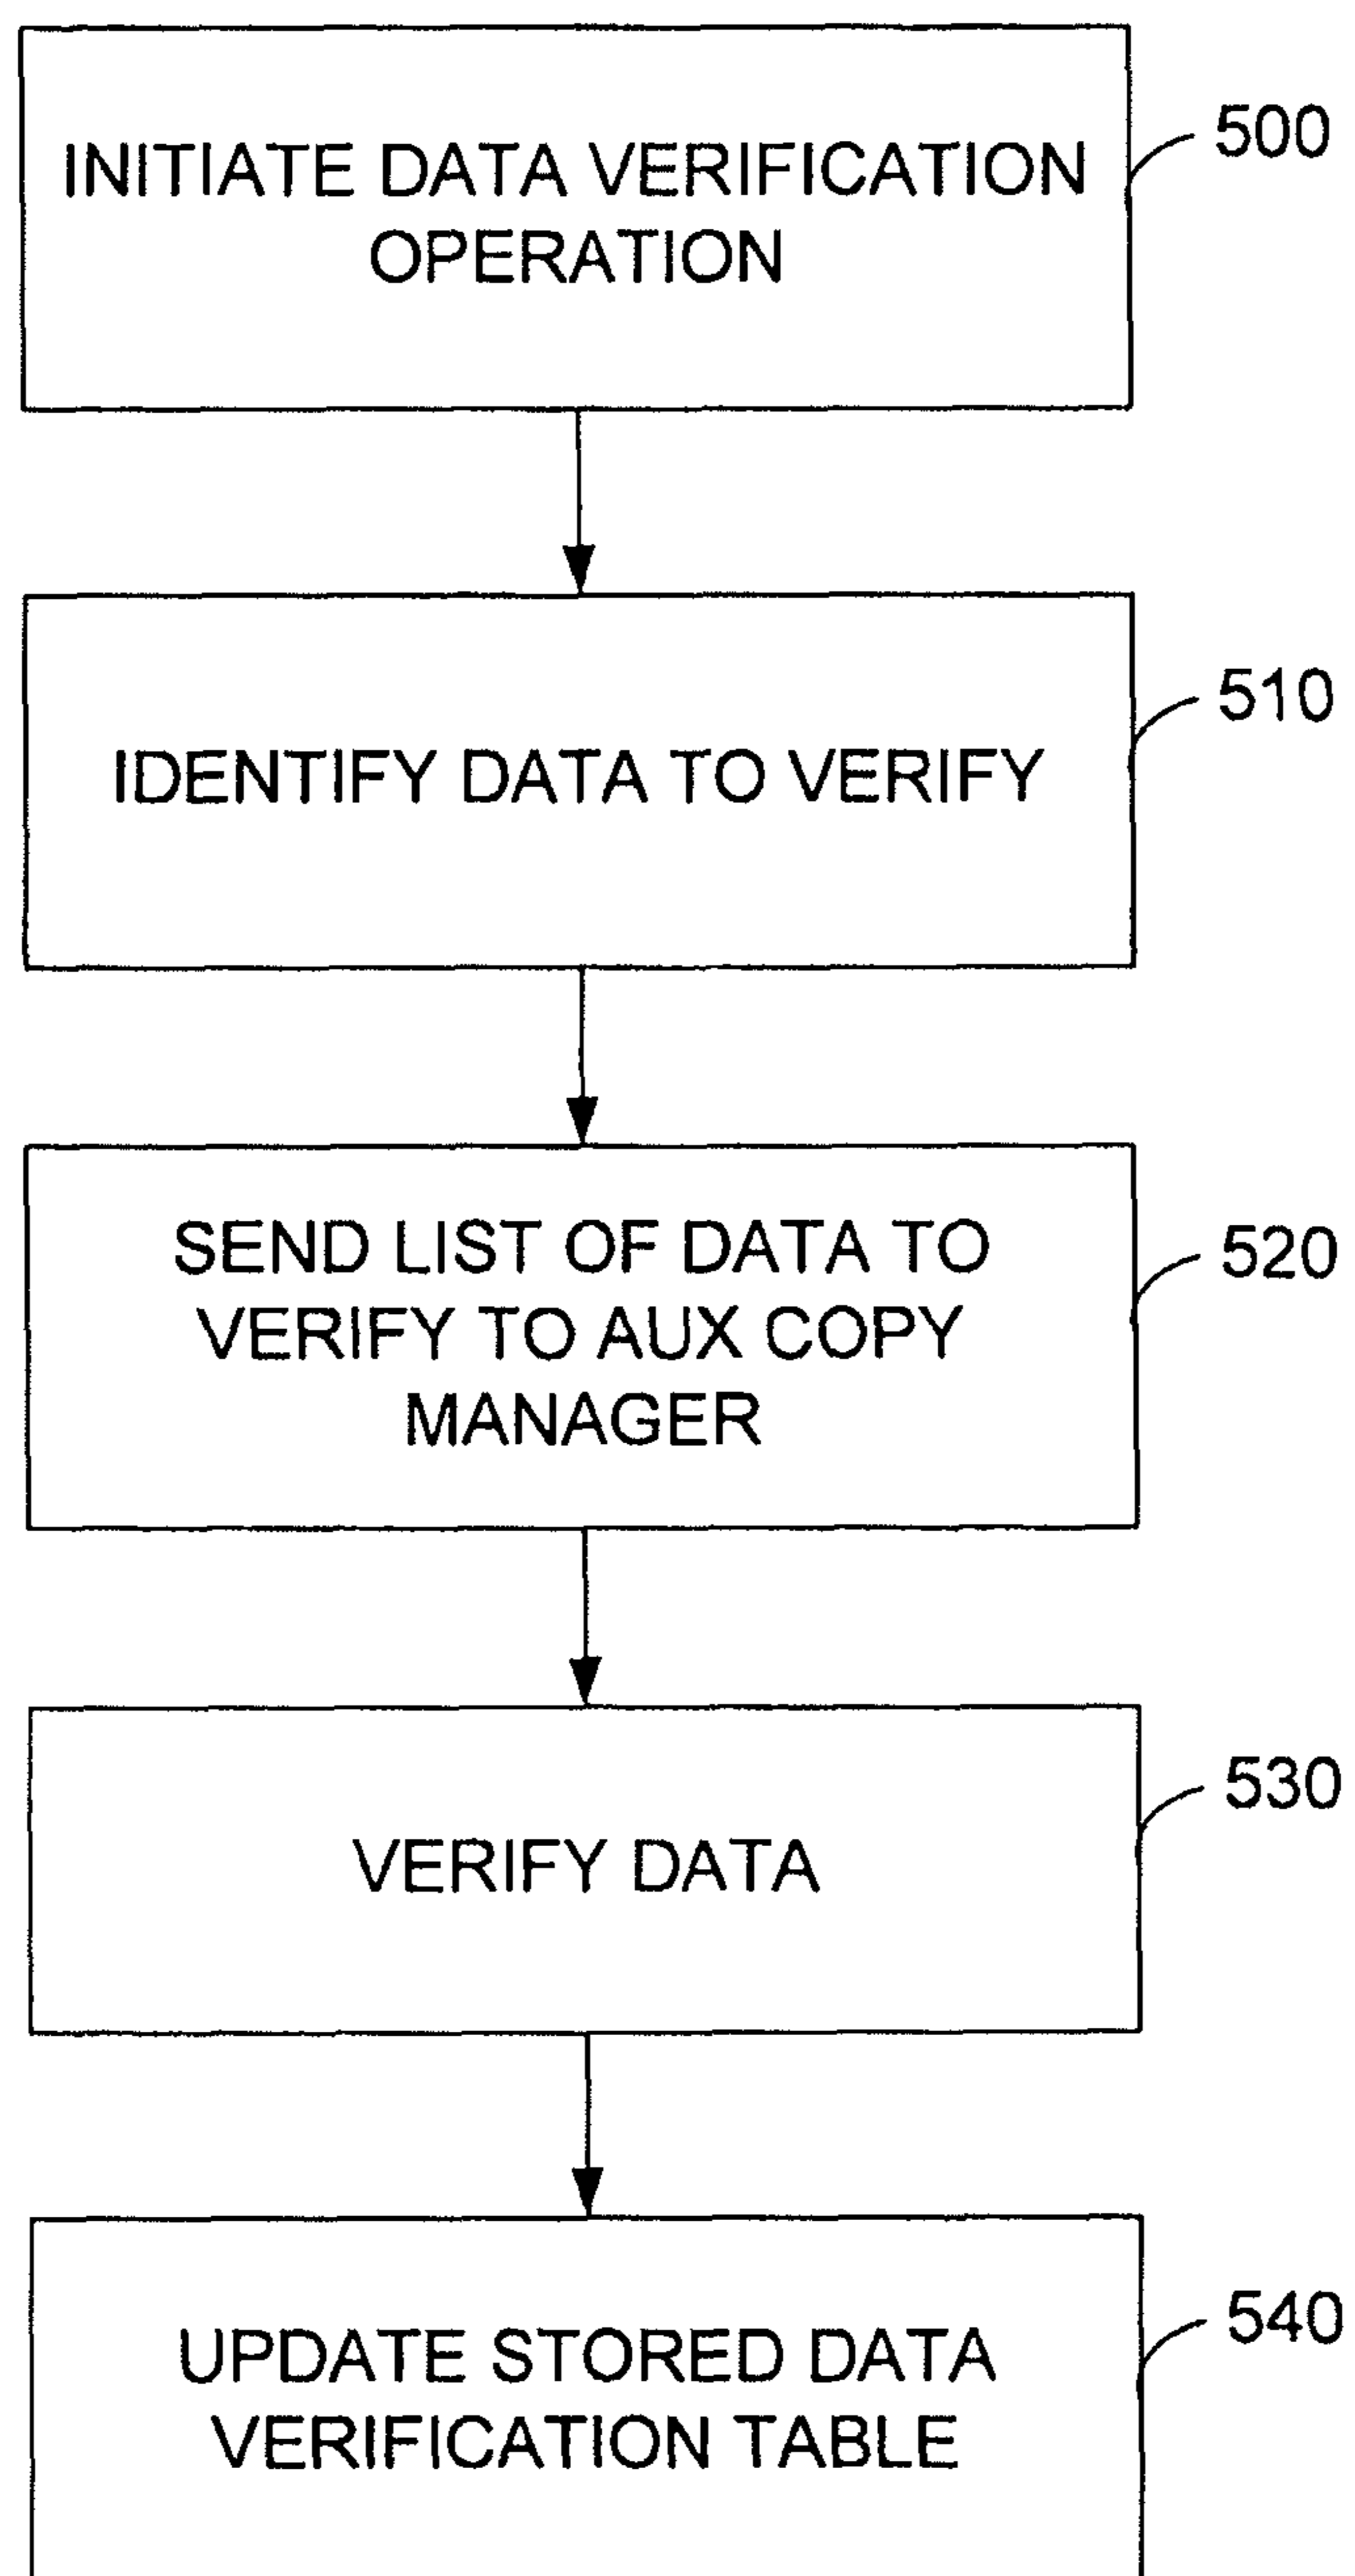 INITIATE DATA VERIFICATION
OPERATION
500
IDENTIFY DATA TO VERIFY
510
SEND LIST OF DATA TO
VERIFY TO AUX COPY
MANAGER
520
VERIFY DATA
530
UPDATE STORED DATA
VERIFICATION TABLE
540